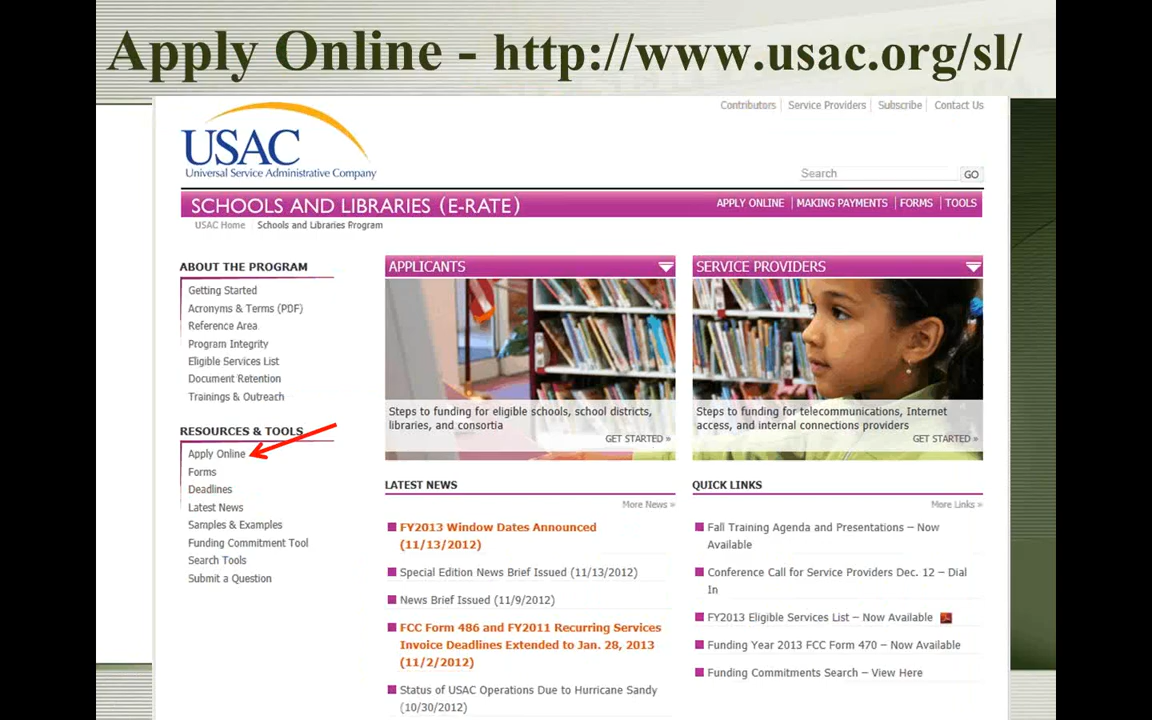 Apply Online - http://www.usac.org/sl/
Contributors Service Providers Subscribe Contact Us
USAC
Universal Service Administrative Company
Search GO
SCHOOLS AND LIBRARIES (E-RATE)
APPLY ONLINE MAKING PAYMENTS FORMS TOOLS
USAC Home Schools and Libraries Program
ABOUT THE PROGRAM
Getting Started
Acronyms & Terms (PDF)
Reference Area
Program Integrity
Eligible Services List
Document Retention
Trainings & Outreach
RESOURCES & TOOLS
Apply Online
Forms
Deadlines
Latest News
Samples & Examples
Funding Commitment Tool
Search Tools
Submit a Question
APPLICANTS
Steps to funding for eligible schools, school districts,
libraries, and consortia
GET STARTED »
SERVICE PROVIDERS
Steps to funding for telecommunications, Internet
access, and internal connections providers
GET STARTED »
LATEST NEWS
More News »
FY2013 Window Dates Announced
(11/13/2012)
Special Edition News Brief Issued (11/13/2012)
News Brief Issued (11/9/2012)
FCC Form 486 and FY2011 Recurring Services
Invoice Deadlines Extended to Jan. 28, 2013
(11/2/2012)
Status of USAC Operations Due to Hurricane Sandy
(10/30/2012)
QUICK LINKS
More Links »
Fall Training Agenda and Presentations – Now
Available
Conference Call for Service Providers Dec. 12 – Dial
In
FY2013 Eligible Services List – Now Available
Funding Year 2013 FCC Form 470 – Now Available
Funding Commitments Search – View Here